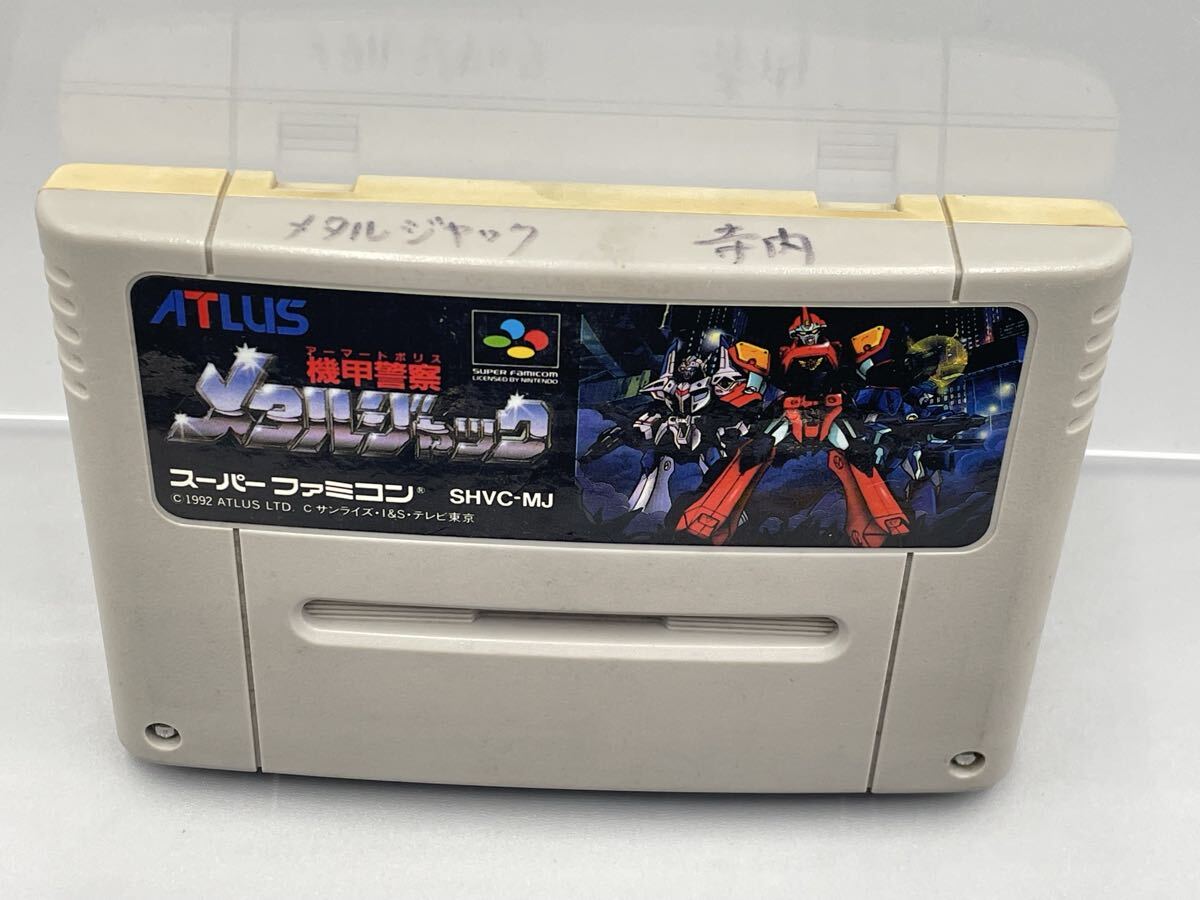 メタルジャック 寺内
ATLUS
アーマードポリス
機甲警察
メタルジャック
SUPER FAMICOM
LICENSED BY NINTENDO
スーパーファミコン® SHVC-MJ
© 1992 ATLUS LTD. C サンライズ・I&S・テレビ東京
2